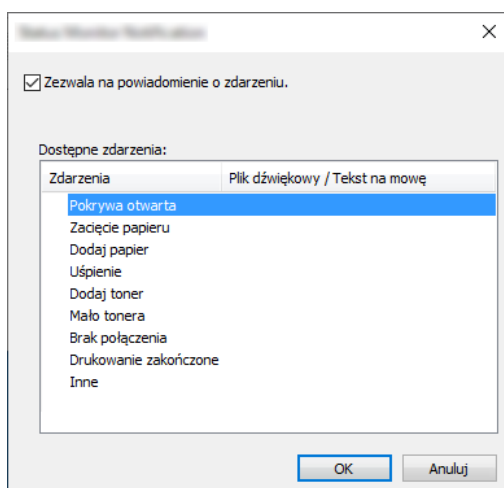 Zezwala na powiadomienie o zdarzeniu.
Dostępne zdarzenia:
Zdarzenia Plik dźwiękowy / Tekst na mowę
Pokrywa otwarta
Zacięcie papieru
Dodaj papier
Uśpienie
Dodaj toner
Mało tonera
Brak połączenia
Drukowanie zakończone
Inne
OK Anuluj